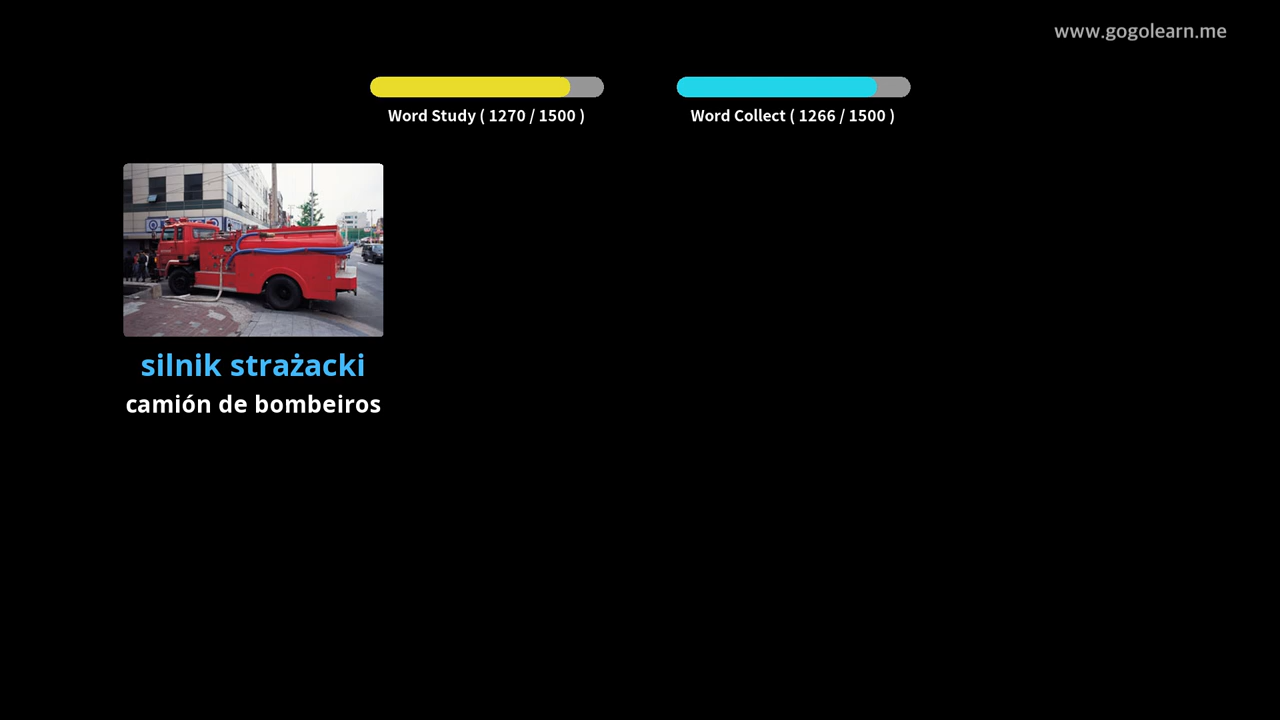 www.gogolearn.me
Word Study ( 1270 / 1500 )
Word Collect ( 1266 / 1500 )
silnik strażacki
camión de bombeiros